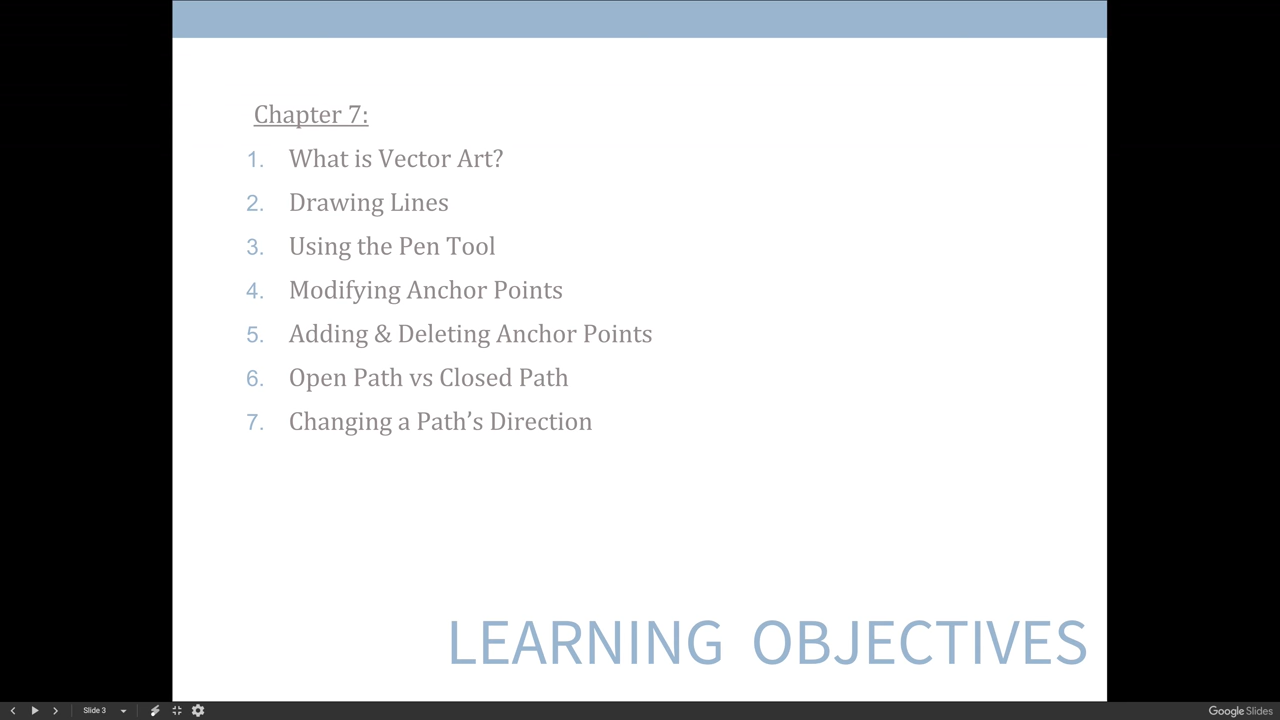 Chapter 7:
1. What is Vector Art?
2. Drawing Lines
3. Using the Pen Tool
4. Modifying Anchor Points
5. Adding & Deleting Anchor Points
6. Open Path vs Closed Path
7. Changing a Path’s Direction
LEARNING OBJECTIVES
Slide 3
Google Slides